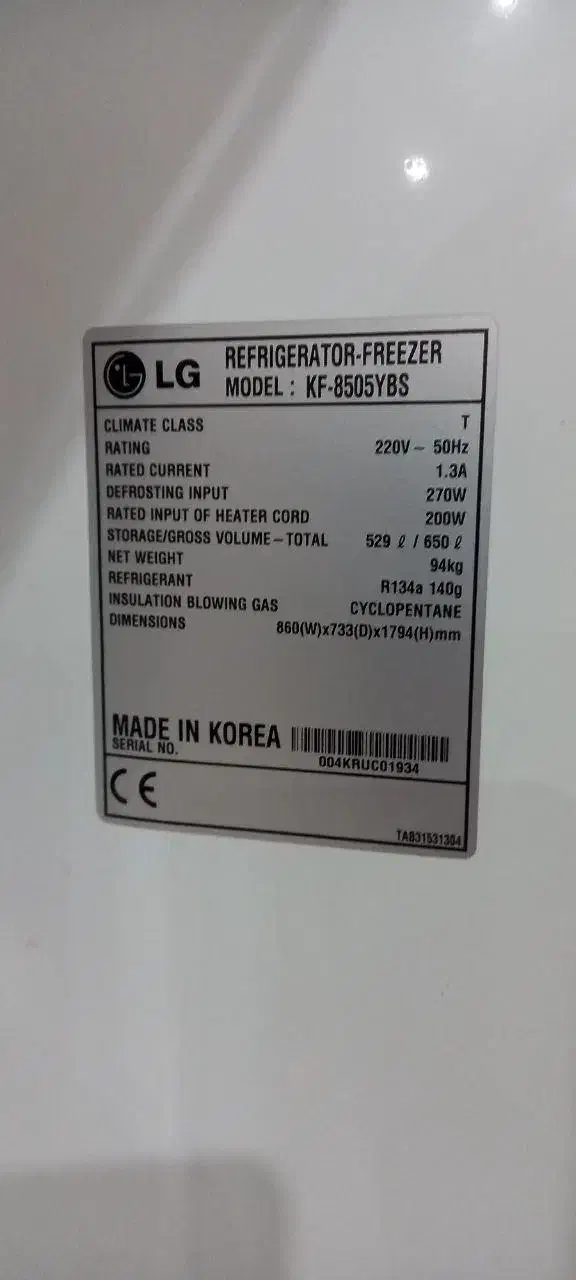 LG REFRIGERATOR-FREEZER
MODEL : KF-8505YBS
CLIMATE CLASS T
RATING 220V~ 50Hz
RATED CURRENT 1.3A
DEFROSTING INPUT 270W
RATED INPUT OF HEATER CORD 200W
STORAGE/GROSS VOLUME-TOTAL 529 ℓ / 650 ℓ
NET WEIGHT 94kg
REFRIGERANT R134a 140g
INSULATION BLOWING GAS CYCLOPENTANE
DIMENSIONS 860(W)x733(D)x1794(H)mm
MADE IN KOREA
SERIAL NO. 004KRUC01934
CE
TAB31531304